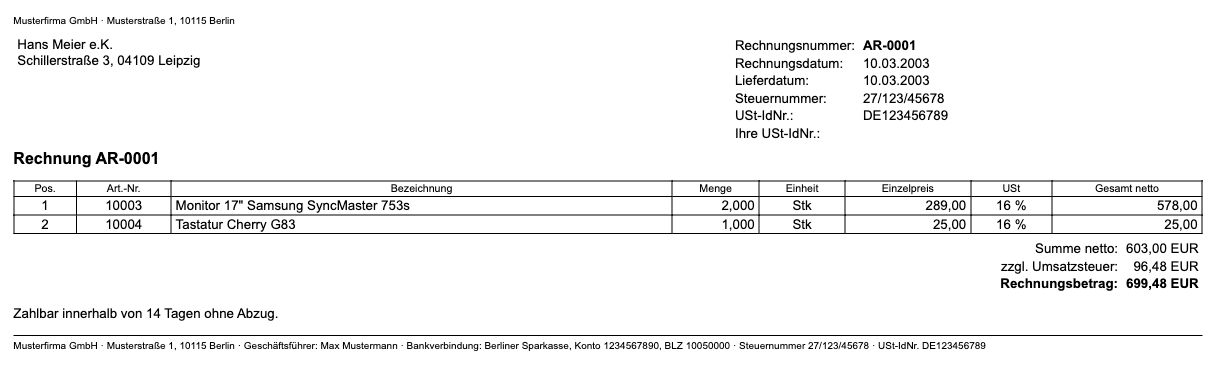 Musterfirma GmbH · Musterstraße 1, 10115 Berlin
Hans Meier e.K.
Schillerstraße 3, 04109 Leipzig
Rechnungsnummer: AR-0001
Rechnungsdatum: 10.03.2003
Lieferdatum: 10.03.2003
Steuernummer: 27/123/45678
USt-IdNr.: DE123456789
Ihre USt-IdNr.:
Rechnung AR-0001
Pos. Art.-Nr. Bezeichnung Menge Einheit Einzelpreis USt Gesamt netto
1 10003 Monitor 17" Samsung SyncMaster 753s 2,000 Stk 289,00 16 % 578,00
2 10004 Tastatur Cherry G83 1,000 Stk 25,00 16 % 25,00
Summe netto: 603,00 EUR
zzgl. Umsatzsteuer: 96,48 EUR
Rechnungsbetrag: 699,48 EUR
Zahlbar innerhalb von 14 Tagen ohne Abzug.
Musterfirma GmbH · Musterstraße 1, 10115 Berlin · Geschäftsführer: Max Mustermann · Bankverbindung: Berliner Sparkasse, Konto 1234567890, BLZ 10050000 · Steuernummer 27/123/45678 · USt-IdNr. DE123456789